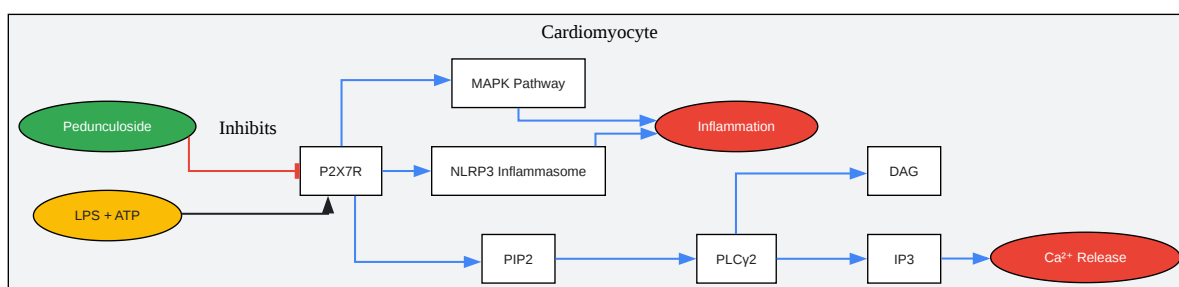 Cardiomyocyte
MAPK Pathway
Pedunculoside
Inhibits
Inflammation
P2X7R
NLRP3 Inflammasome
DAG
LPS + ATP
PIP2
PLCγ2
IP3
Ca²⁺ Release